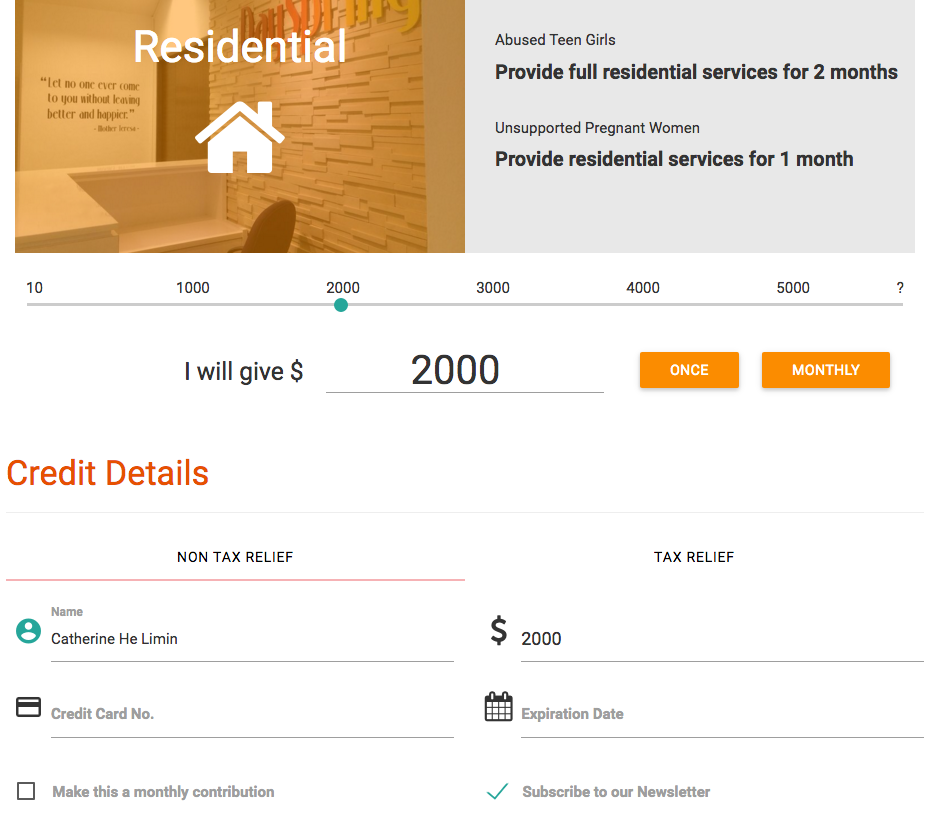 DaySpring
Residential
“Let no one ever come
to you without leaving
better and happier.”
- Mother Teresa -
Abused Teen Girls
Provide full residential services for 2 months
Unsupported Pregnant Women
Provide residential services for 1 month
10 1000 2000 3000 4000 5000 ?
I will give $ 2000 ONCE MONTHLY
Credit Details
NON TAX RELIEF TAX RELIEF
Name
Catherine He Limin $ 2000
Credit Card No. Expiration Date
Make this a monthly contribution Subscribe to our Newsletter